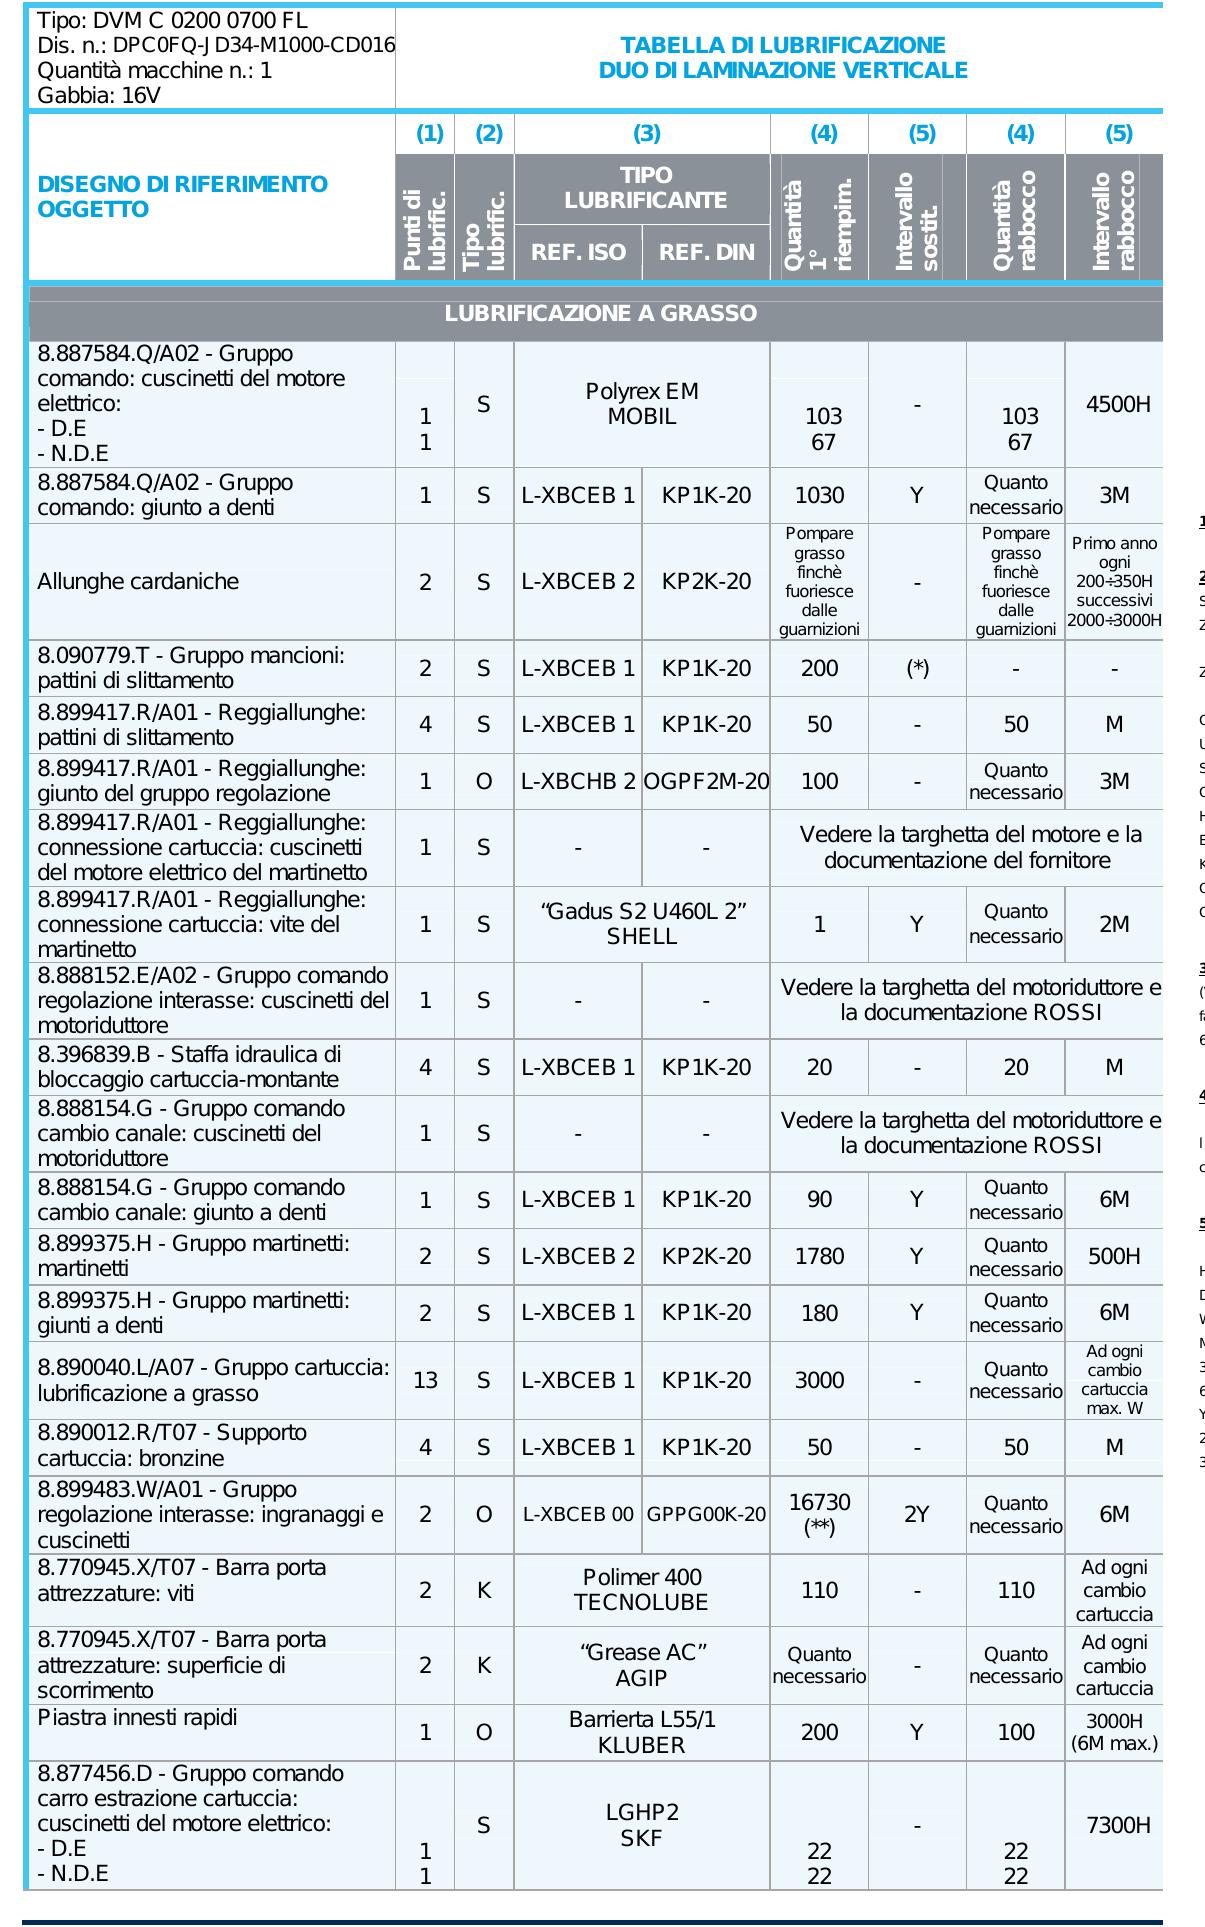 Tipo: DVM C 0200 0700 FL
Dis. n.: DPC0FQ-JD34-M1000-CD016
Quantità macchine n.: 1
Gabbia: 16V
TABELLA DI LUBRIFICAZIONE
DUO DI LAMINAZIONE VERTICALE
DISEGNO DI RIFERIMENTO
OGGETTO
(1) (2) (3) (4) (5) (4) (5)
Punti di
lubrific.
Tipo
lubrific.
TIPO
LUBRIFICANTE
REF. ISO REF. DIN
Quantità
1°
riempim.
Intervallo
sostit.
Quantità
rabbocco
Intervallo
rabbocco
LUBRIFICAZIONE A GRASSO
8.887584.Q/A02 - Gruppo
comando: cuscinetti del motore
elettrico:
- D.E
- N.D.E
1
1
S
Polyrex EM
MOBIL
103
67
-
103
67
4500H
8.887584.Q/A02 - Gruppo
comando: giunto a denti
1 S L-XBCEB 1 KP1K-20 1030 Y
Quanto
necessario
3M
Allunghe cardaniche
2 S L-XBCEB 2 KP2K-20
Pompare
grasso
finchè
fuoriesce
dalle
guarnizioni
-
Pompare
grasso
finchè
fuoriesce
dalle
guarnizioni
Primo anno
ogni
200÷350H
successivi
2000÷3000H
8.090779.T - Gruppo mancioni:
pattini di slittamento
2 S L-XBCEB 1 KP1K-20 200 (*) - -
8.899417.R/A01 - Reggiallunghe:
pattini di slittamento
4 S L-XBCEB 1 KP1K-20 50 - 50 M
8.899417.R/A01 - Reggiallunghe:
giunto del gruppo regolazione
1 O L-XBCHB 2 OGPF2M-20 100 -
Quanto
necessario
3M
8.899417.R/A01 - Reggiallunghe:
connessione cartuccia: cuscinetti
del motore elettrico del martinetto
1 S - -
Vedere la targhetta del motore e la
documentazione del fornitore
8.899417.R/A01 - Reggiallunghe:
connessione cartuccia: vite del
martinetto
1 S
“Gadus S2 U460L 2”
SHELL
1 Y
Quanto
necessario
2M
8.888152.E/A02 - Gruppo comando
regolazione interasse: cuscinetti del
motoriduttore
1 S - -
Vedere la targhetta del motoriduttore e
la documentazione ROSSI
8.396839.B - Staffa idraulica di
bloccaggio cartuccia-montante
4 S L-XBCEB 1 KP1K-20 20 - 20 M
8.888154.G - Gruppo comando
cambio canale: cuscinetti del
motoriduttore
1 S - -
Vedere la targhetta del motoriduttore e
la documentazione ROSSI
8.888154.G - Gruppo comando
cambio canale: giunto a denti
1 S L-XBCEB 1 KP1K-20 90 Y
Quanto
necessario
6M
8.899375.H - Gruppo martinetti:
martinetti
2 S L-XBCEB 2 KP2K-20 1780 Y
Quanto
necessario
500H
8.899375.H - Gruppo martinetti:
giunti a denti
2 S L-XBCEB 1 KP1K-20 180 Y
Quanto
necessario
6M
8.890040.L/A07 - Gruppo cartuccia:
lubrificazione a grasso
13 S L-XBCEB 1 KP1K-20 3000 -
Quanto
necessario
Ad ogni
cambio
cartuccia
max. W
8.890012.R/T07 - Supporto
cartuccia: bronzine
4 S L-XBCEB 1 KP1K-20 50 - 50 M
8.899483.W/A01 - Gruppo
regolazione interasse: ingranaggi e
cuscinetti
2 O L-XBCEB 00 GPPG00K-20
16730
(**)
2Y
Quanto
necessario
6M
8.770945.X/T07 - Barra porta
attrezzature: viti
2 K
Polimer 400
TECNOLUBE
110 - 110
Ad ogni
cambio
cartuccia
8.770945.X/T07 - Barra porta
attrezzature: superficie di
scorrimento
2 K
“Grease AC”
AGIP
Quanto
necessario
-
Quanto
necessario
Ad ogni
cambio
cartuccia
Piastra innesti rapidi
1 O
Barrierta L55/1
KLUBER
200 Y 100
3000H
(6M max.)
8.877456.D - Gruppo comando
carro estrazione cartuccia:
cuscinetti del motore elettrico:
- D.E
- N.D.E
1
1
S
LGHP2
SKF
22
22
-
22
22
7300H